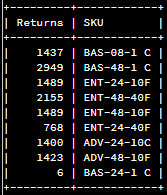 +---------+-------------+
| Returns | SKU         |
+---------+-------------+
|    1437 | BAS-08-1 C  |
|    2949 | BAS-48-1 C  |
|    1489 | ENT-24-10F  |
|    2155 | ENT-48-40F  |
|    1489 | ENT-48-10F  |
|     768 | ENT-24-40F  |
|    1400 | ADV-24-10C  |
|    1423 | ADV-48-10F  |
|       6 | BAS-24-1 C  |
+---------+-------------+